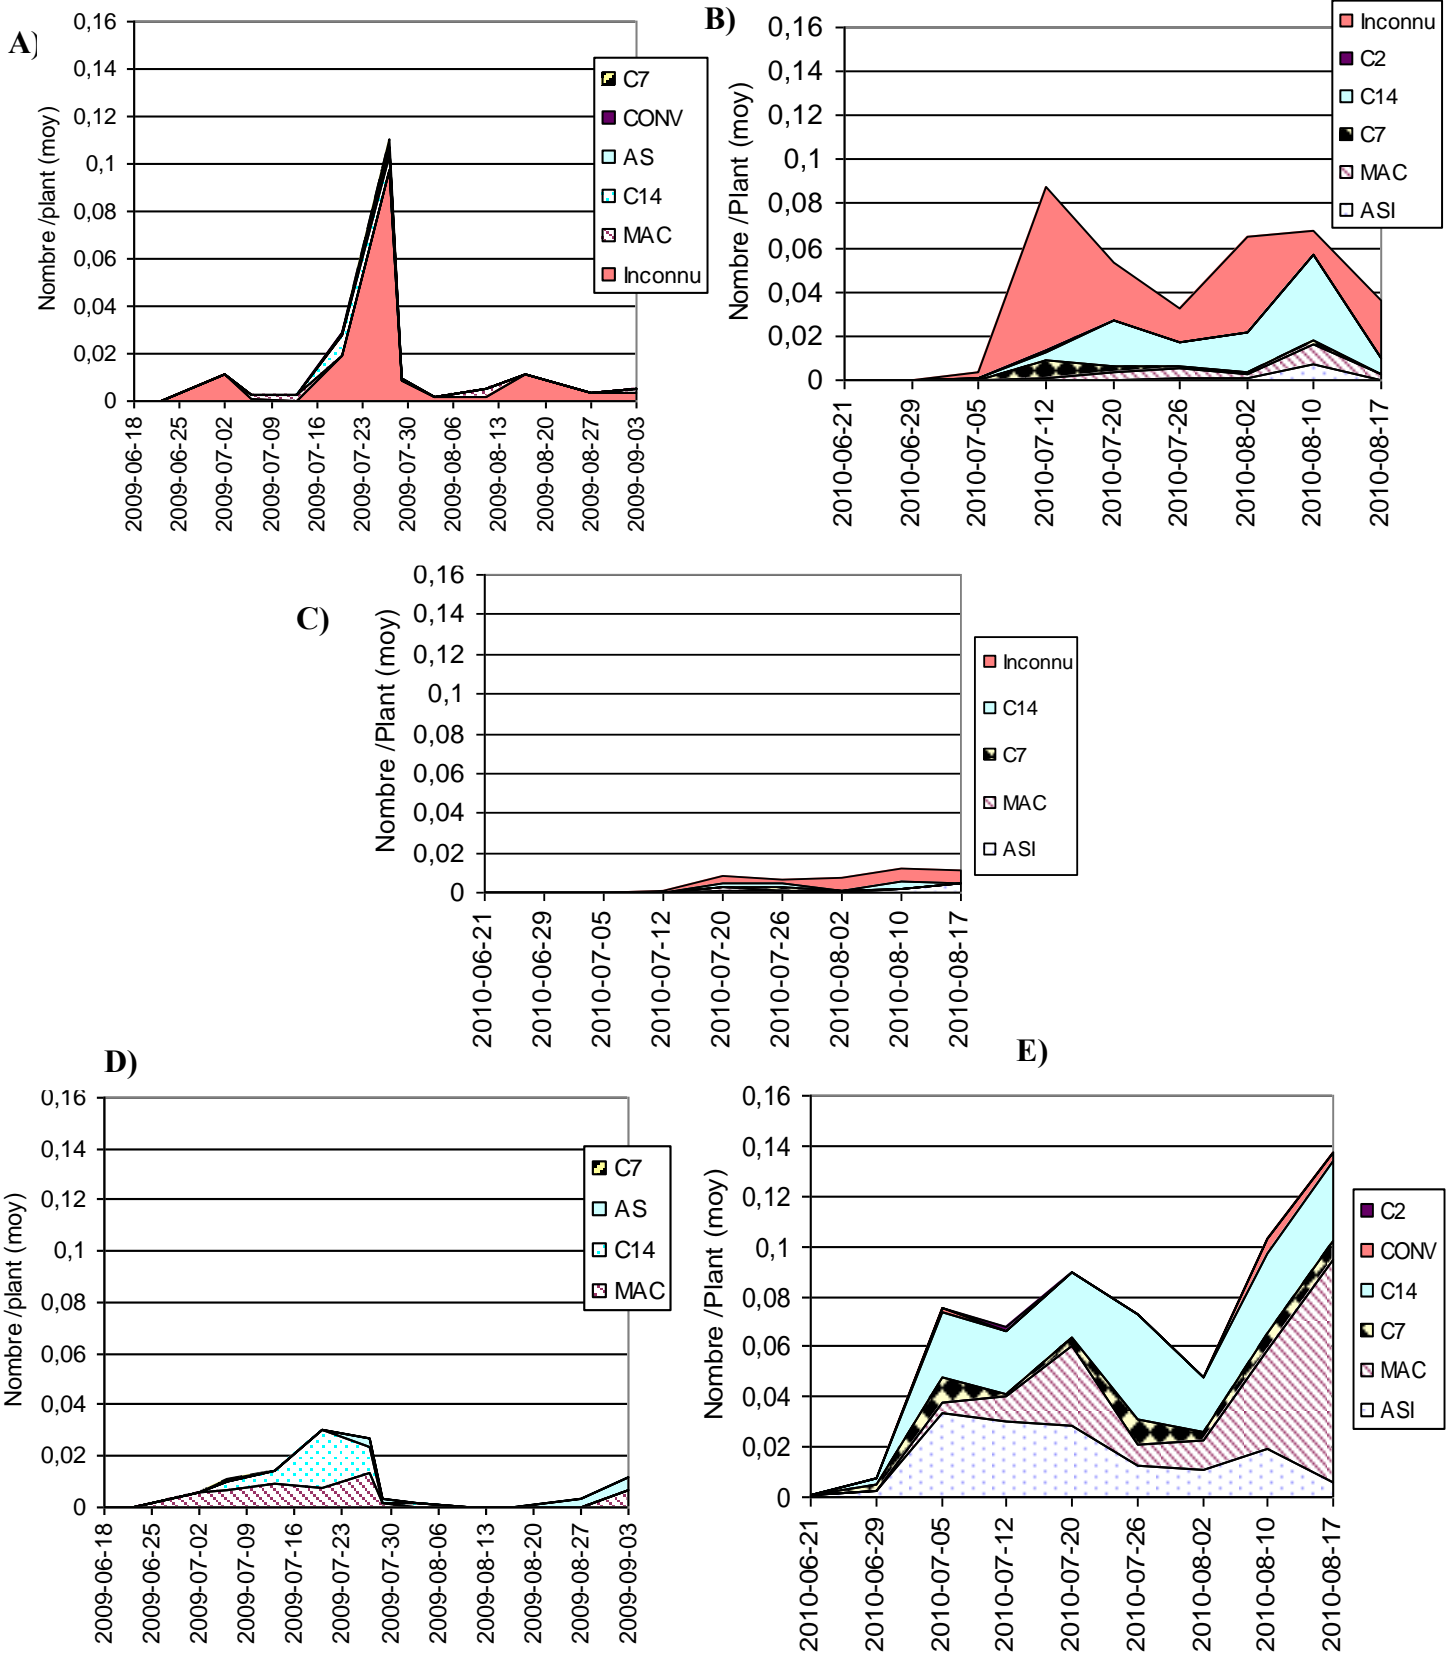 A)
Nombre /plant (moy)
0,16
0,14
0,12
0,1
0,08
0,06
0,04
0,02
0
2009-06-18
2009-06-25
2009-07-02
2009-07-09
2009-07-16
2009-07-23
2009-07-30
2009-08-06
2009-08-13
2009-08-20
2009-08-27
2009-09-03
C7
CONV
AS
C14
MAC
Inconnu
B)
Nombre /Plant (moy)
0,16
0,14
0,12
0,1
0,08
0,06
0,04
0,02
0
2010-06-21
2010-06-29
2010-07-05
2010-07-12
2010-07-20
2010-07-26
2010-08-02
2010-08-10
2010-08-17
Inconnu
C2
C14
C7
MAC
ASI
C)
Nombre /Plant (moy)
0,16
0,14
0,12
0,1
0,08
0,06
0,04
0,02
0
2010-06-21
2010-06-29
2010-07-05
2010-07-12
2010-07-20
2010-07-26
2010-08-02
2010-08-10
2010-08-17
Inconnu
C14
C7
MAC
ASI
D)
Nombre /plant (moy)
0,16
0,14
0,12
0,1
0,08
0,06
0,04
0,02
0
2009-06-18
2009-06-25
2009-07-02
2009-07-09
2009-07-16
2009-07-23
2009-07-30
2009-08-06
2009-08-13
2009-08-20
2009-08-27
2009-09-03
C7
AS
C14
MAC
E)
Nombre /Plant (moy)
0,16
0,14
0,12
0,1
0,08
0,06
0,04
0,02
0
2010-06-21
2010-06-29
2010-07-05
2010-07-12
2010-07-20
2010-07-26
2010-08-02
2010-08-10
2010-08-17
C2
CONV
C14
C7
MAC
ASI